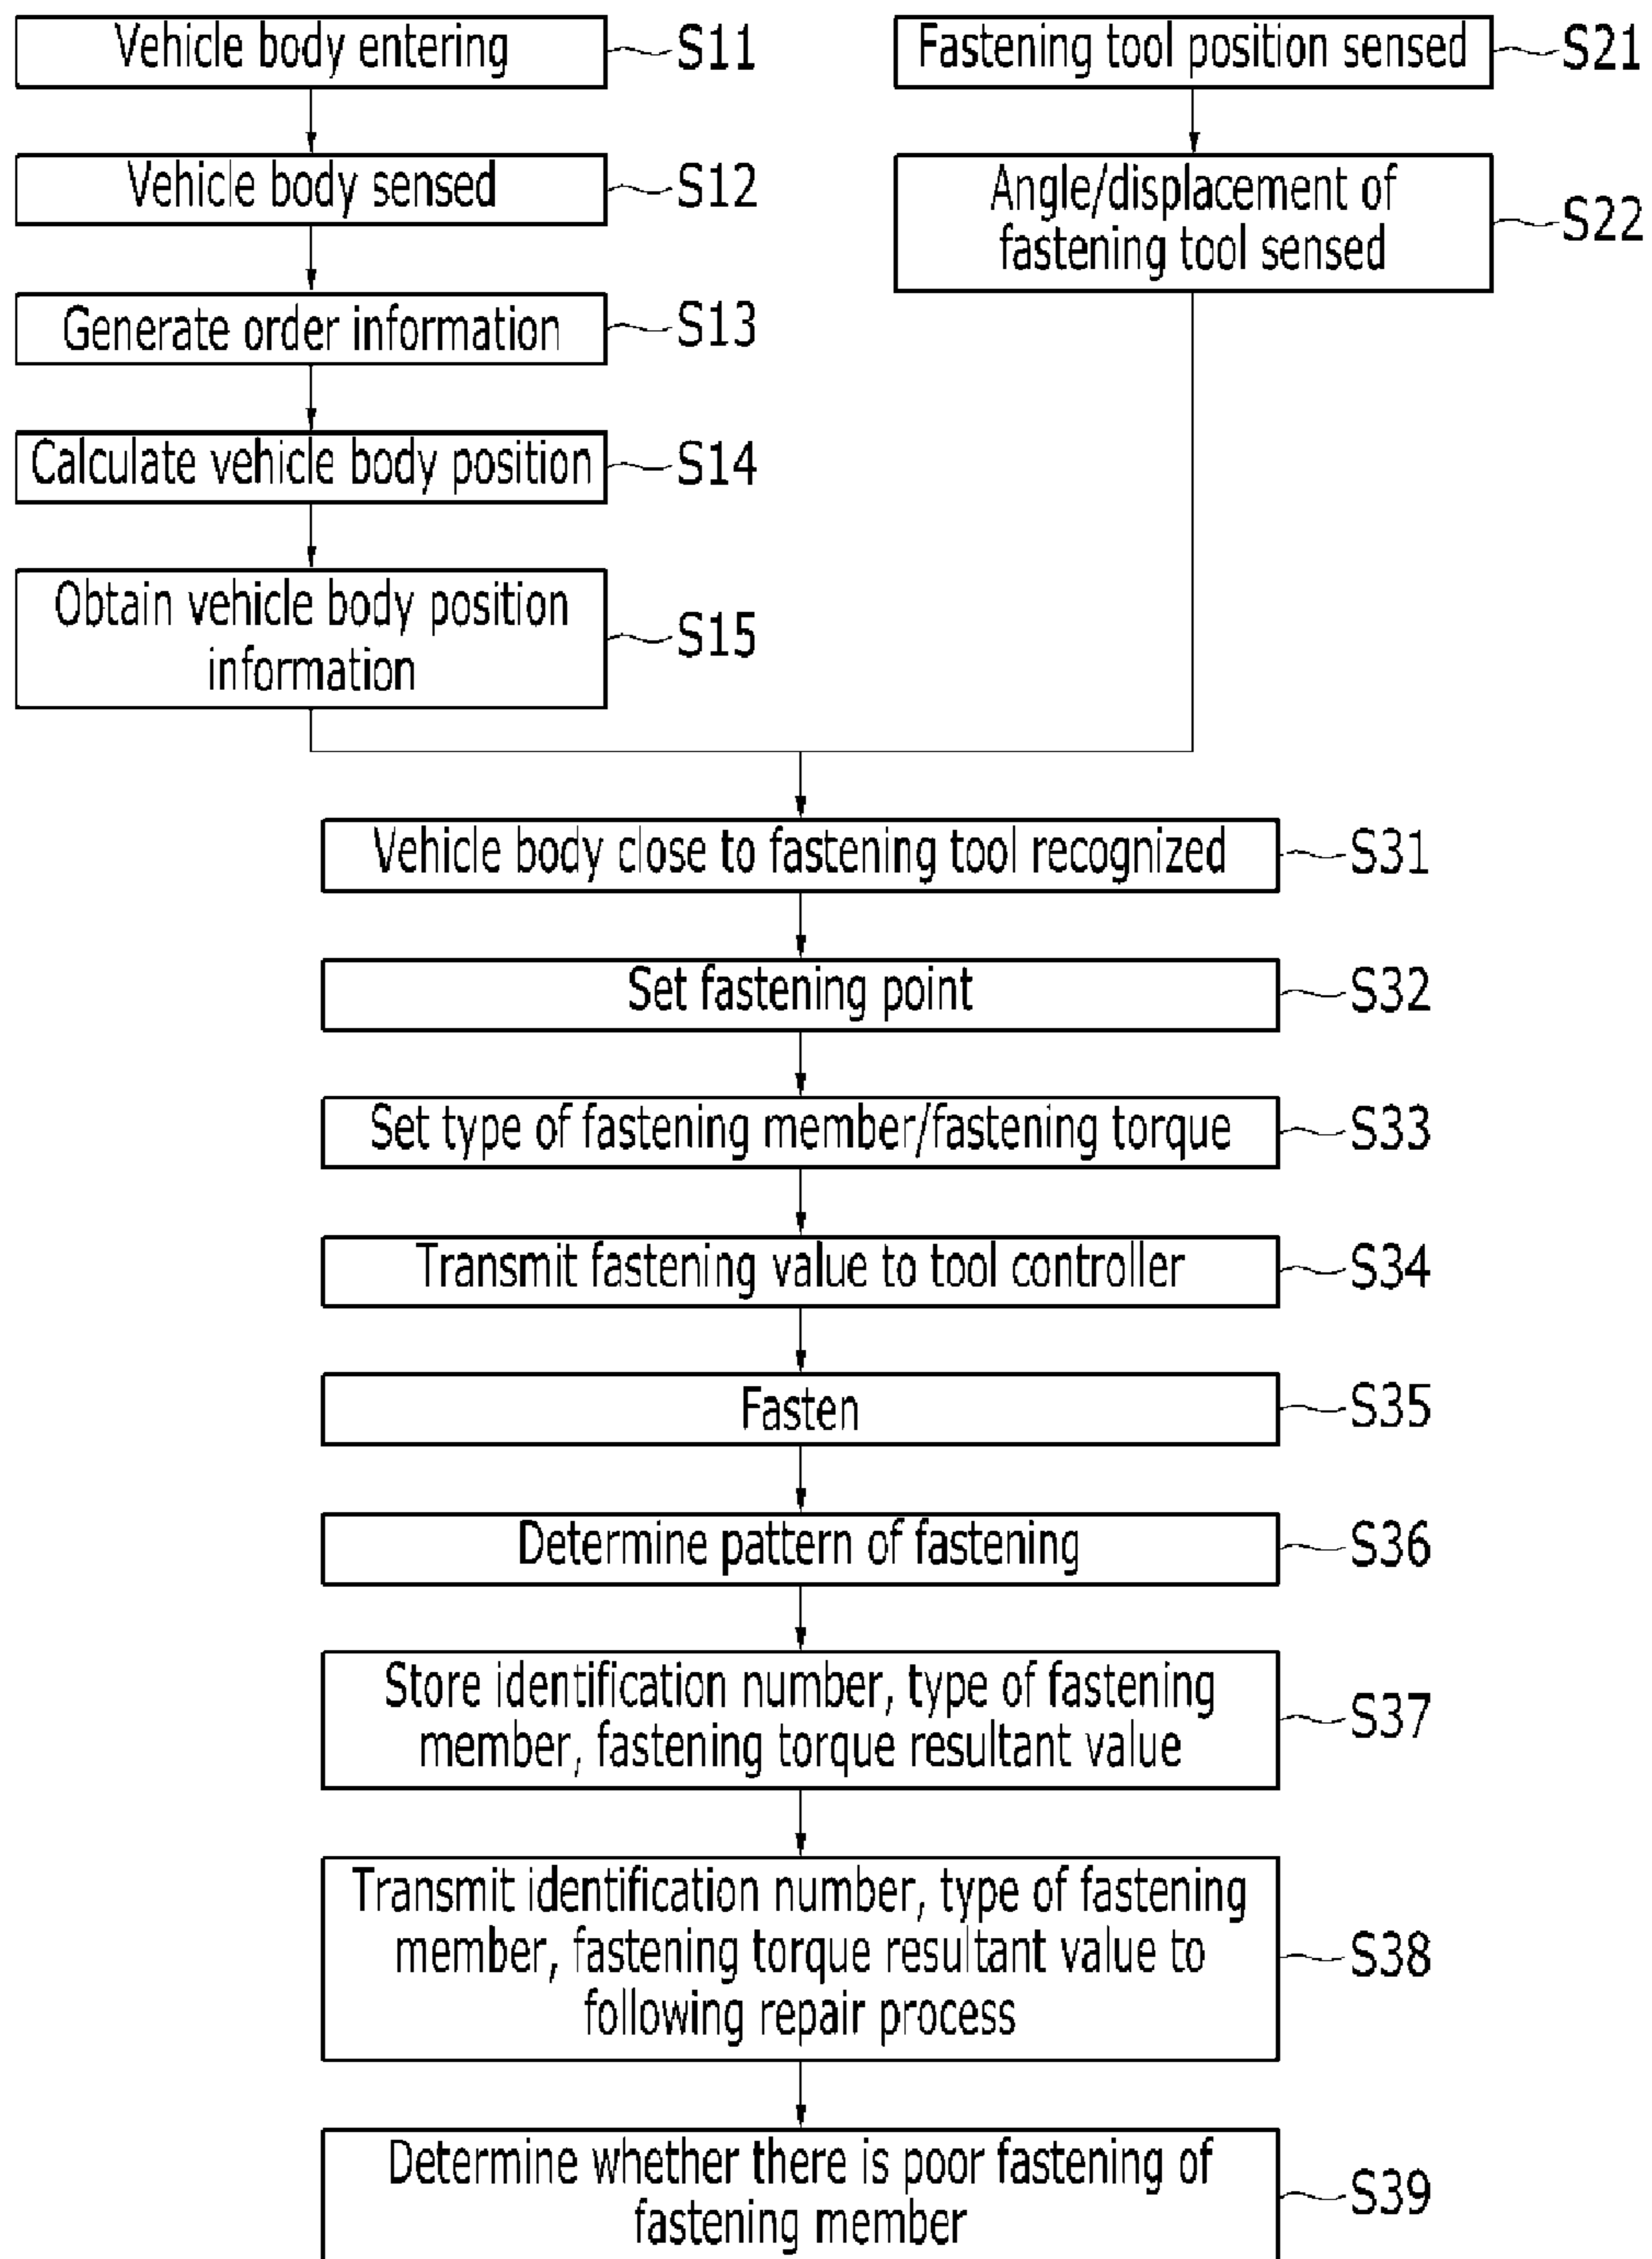 Vehicle body entering
S11
Vehicle body sensed
S12
Generate order information
S13
Calculate vehicle body position
S14
Obtain vehicle body position
information
S15
Fastening tool position sensed
S21
Angle/displacement of
fastening tool sensed
S22
Vehicle body close to fastening tool recognized
S31
Set fastening point
S32
Set type of fastening member/fastening torque
S33
Transmit fastening value to tool controller
S34
Fasten
S35
Determine pattern of fastening
S36
Store identification number, type of fastening
member, fastening torque resultant value
S37
Transmit identification number, type of fastening
member, fastening torque resultant value to
following repair process
S38
Determine whether there is poor fastening of
fastening member
S39